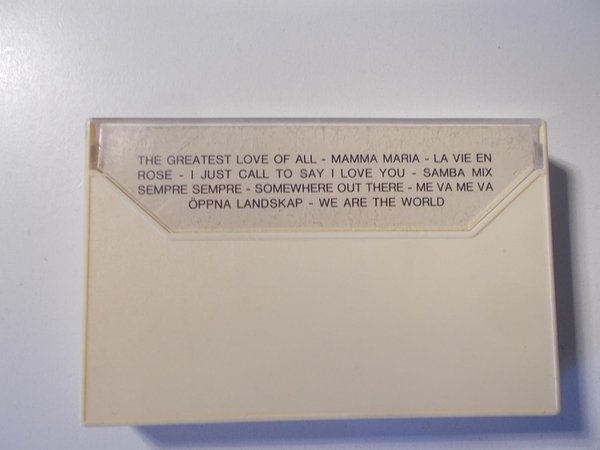 THE GREATEST LOVE OF ALL - MAMMA MARIA - LA VIE EN
ROSE - I JUST CALL TO SAY I LOVE YOU - SAMBA MIX
SEMPRE SEMPRE - SOMEWHERE OUT THERE - ME VA ME VA
ÖPPNA LANDSKAP - WE ARE THE WORLD